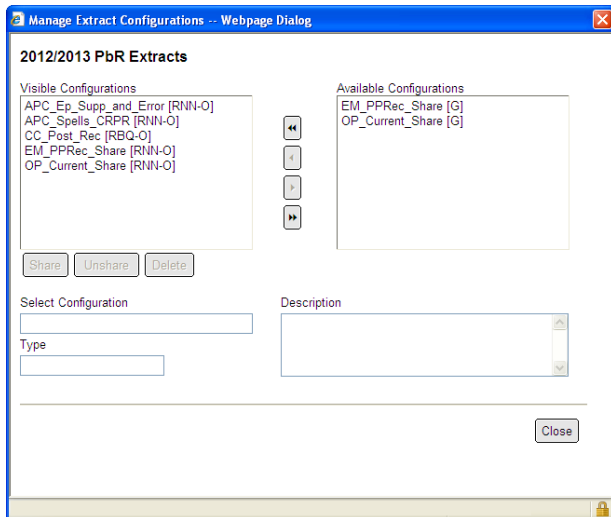 Manage Extract Configurations -- Webpage Dialog
2012/2013 PbR Extracts
Visible Configurations
APC_Ep_Supp_and_Error [RNN-O]
APC_Spells_CRPR [RNN-O]
CC_Post_Rec [RBQ-O]
EM_PPRec_Share [RNN-O]
OP_Current_Share [RNN-O]
Available Configurations
EM_PPRec_Share [G]
OP_Current_Share [G]
Share Unshare Delete
Select Configuration
Description
Type
Close